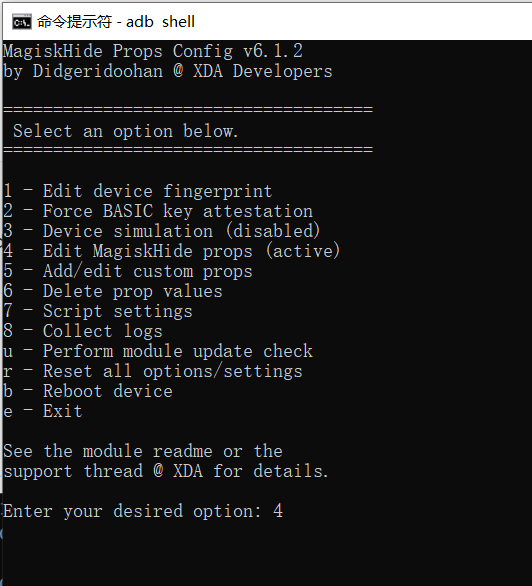 命令提示符 - adb shell
MagiskHide Props Config v6.1.2
by Didgeridoohan @ XDA Developers
=====================================
Select an option below.
=====================================
1 - Edit device fingerprint
2 - Force BASIC key attestation
3 - Device simulation (disabled)
4 - Edit MagiskHide props (active)
5 - Add/edit custom props
6 - Delete prop values
7 - Script settings
8 - Collect logs
u - Perform module update check
r - Reset all options/settings
b - Reboot device
e - Exit
See the module readme or the
support thread @ XDA for details.
Enter your desired option: 4